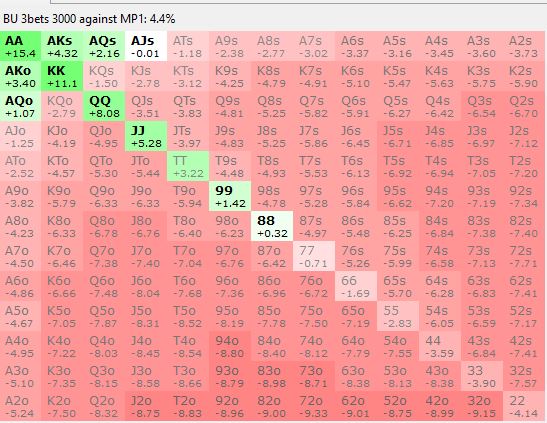 BU 3bets 3000 against MP1: 4.4%
AA AKs AQs AJs ATs A9s A8s A7s A6s A5s A4s A3s A2s
+15.4 +4.32 +2.16 -0.01 -1.18 -2.38 -2.77 -3.02 -3.37 -3.16 -3.45 -3.60 -3.73
AKo KK KQs KJs KTs K9s K8s K7s K6s K5s K4s K3s K2s
+3.40 +11.1 -1.50 -2.78 -3.12 -4.25 -4.79 -4.91 -5.10 -5.47 -5.63 -5.75 -5.90
AQo KQo QQ QJs QTs Q9s Q8s Q7s Q6s Q5s Q4s Q3s Q2s
+1.07 -2.79 +8.08 -3.51 -3.83 -4.81 -5.25 -5.82 -5.91 -6.27 -6.42 -6.54 -6.70
AJo KJo QJo JJ JTs J9s J8s J7s J6s J5s J4s J3s J2s
-1.25 -4.19 -4.95 +5.28 -3.97 -4.83 -5.25 -5.86 -6.45 -6.71 -6.85 -6.97 -7.12
ATo KTo QTo JTo TT T9s T8s T7s T6s T5s T4s T3s T2s
-2.52 -4.57 -5.30 -5.44 +3.22 -4.48 -4.93 -5.53 -6.13 -6.92 -6.94 -7.05 -7.20
A9o K9o Q9o J9o T9o 99 98s 97s 96s 95s 94s 93s 92s
-3.82 -5.79 -6.33 -6.33 -5.94 +1.42 -4.78 -5.28 -5.84 -6.62 -7.20 -7.19 -7.34
A8o K8o Q8o J8o T8o 98o 88 87s 86s 85s 84s 83s 82s
-4.23 -6.33 -6.78 -6.76 -6.40 -6.23 +0.32 -4.97 -5.48 -6.25 -6.84 -7.38 -7.40
A7o K7o Q7o J7o T7o 97o 87o 77 76s 75s 74s 73s 72s
-4.50 -6.46 -7.38 -7.40 -7.04 -6.76 -6.42 -0.71 -5.26 -5.99 -6.58 -7.13 -7.71
A6o K6o Q6o J6o T6o 96o 86o 76o 66 65s 64s 63s 62s
-4.86 -6.66 -7.48 -8.04 -7.68 -7.36 -6.96 -6.72 -1.69 -5.70 -6.28 -6.83 -7.41
A5o K5o Q5o J5o T5o 95o 85o 75o 65o 55 54s 53s 52s
-4.67 -7.05 -7.87 -8.31 -8.52 -8.19 -7.78 -7.50 -7.19 -2.83 -6.05 -6.59 -7.17
A4o K4o Q4o J4o T4o 94o 84o 74o 64o 54o 44 43s 42s
-4.95 -7.22 -8.03 -8.45 -8.54 -8.80 -8.40 -8.12 -7.79 -7.55 -3.59 -6.84 -7.41
A3o K3o Q3o J3o T3o 93o 83o 73o 63o 53o 43o 33 32s
-5.10 -7.35 -8.15 -8.58 -8.66 -8.79 -8.98 -8.71 -8.38 -8.13 -8.38 -3.90 -7.57
A2o K2o Q2o J2o T2o 92o 82o 72o 62o 52o 42o 32o 22
-5.24 -7.50 -8.32 -8.75 -8.83 -8.96 -9.00 -9.33 -9.01 -8.75 -8.99 -9.15 -4.14